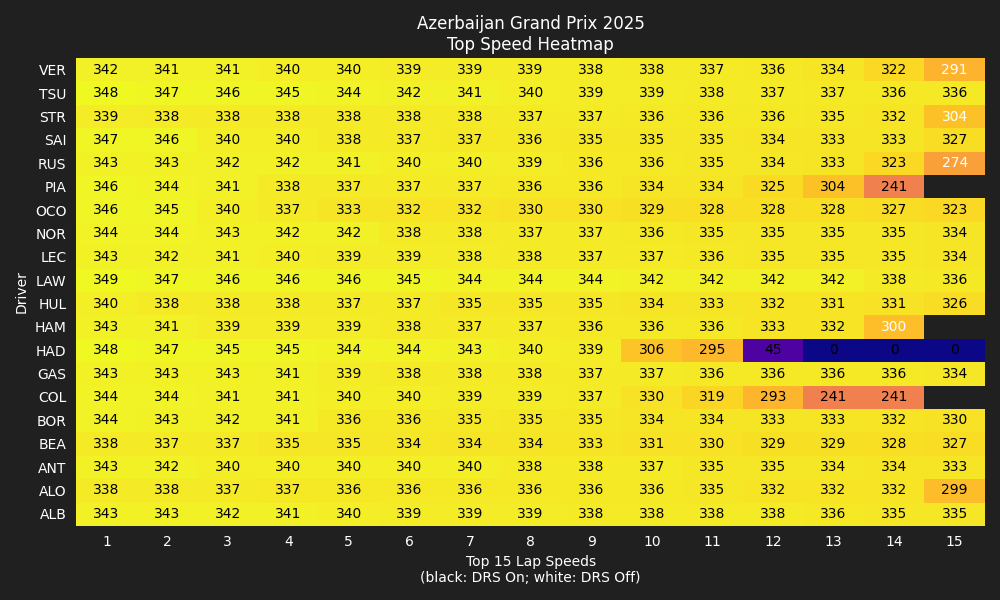 Azerbaijan Grand Prix 2025
Top Speed Heatmap
VER 342 341 341 340 340 339 339 339 338 338 337 336 334 322 291
TSU 348 347 346 345 344 342 341 340 339 339 338 337 337 336 336
STR 339 338 338 338 338 338 338 337 337 336 336 336 335 332 304
SAI 347 346 340 340 338 337 337 336 335 335 335 334 333 333 327
RUS 343 343 342 342 341 340 340 339 336 336 335 334 333 323 274
PIA 346 344 341 338 337 337 337 336 336 334 334 325 304 241
OCO 346 345 340 337 333 332 332 330 330 329 328 328 328 327 323
NOR 344 344 343 342 342 338 338 337 337 336 335 335 335 335 334
LEC 343 342 341 340 339 339 338 338 337 337 336 335 335 335 334
LAW 349 347 346 346 346 345 344 344 344 342 342 342 342 338 336
HUL 340 338 338 338 337 337 335 335 335 334 333 332 331 331 326
HAM 343 341 339 339 339 338 337 337 336 336 336 333 332 300
HAD 348 347 345 345 344 344 343 340 339 306 295 45 0 0 0
GAS 343 343 343 341 339 338 338 338 337 337 336 336 336 336 334
COL 344 344 341 341 340 340 339 339 337 330 319 293 241 241
BOR 344 343 342 341 336 336 335 335 335 334 334 333 333 332 330
BEA 338 337 337 335 335 334 334 334 333 331 330 329 329 328 327
ANT 343 342 340 340 340 340 340 338 338 337 335 335 334 334 333
ALO 338 338 337 337 336 336 336 336 336 336 335 332 332 332 299
ALB 343 343 342 341 340 339 339 339 338 338 338 338 336 335 335
Driver
1 2 3 4 5 6 7 8 9 10 11 12 13 14 15
Top 15 Lap Speeds
(black: DRS On; white: DRS Off)